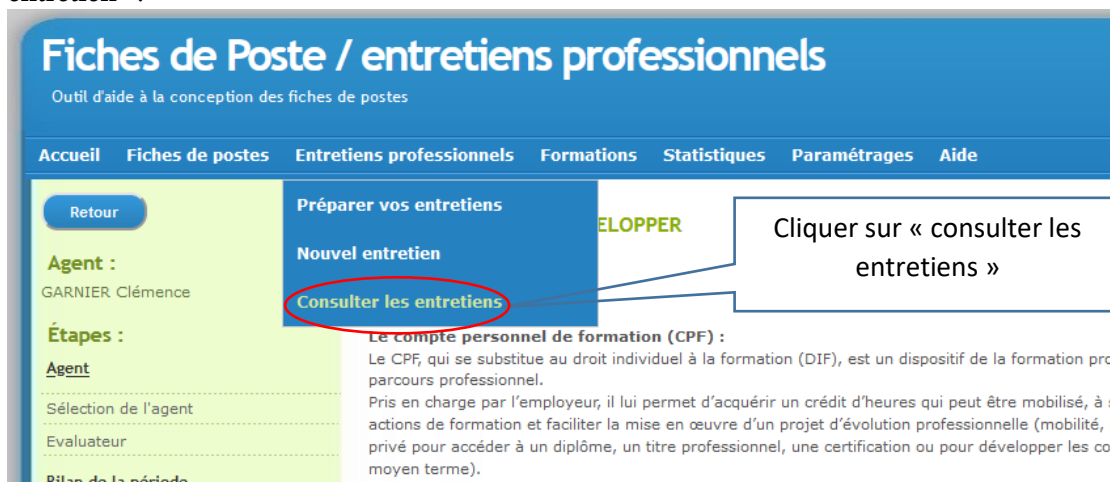 entretien
Fiches de Poste / entretiens professionnels
Outil d'aide à la conception des fiches de postes
Accueil Fiches de postes Entretiens professionnels Formations Statistiques Paramétrages Aide
Retour
Préparer vos entretiens
ELOPPER
Nouvel entretien
Consulter les entretiens
Cliquer sur « consulter les
entretiens »
Agent :
GARNIER Clémence
Étapes :
Agent
Sélection de l'agent
Evaluateur
Bilan de la période
Le compte personnel de formation (CPF) :
Le CPF, qui se substitue au droit individuel à la formation (DIF), est un dispositif de la formation pro
parcours professionnel.
Pris en charge par l'employeur, il lui permet d'acquérir un crédit d'heures qui peut être mobilisé, à
actions de formation et faciliter la mise en œuvre d'un projet d'évolution professionnelle (mobilité,
privé pour accéder à un diplôme, un titre professionnel, une certification ou pour développer les co
moyen terme).